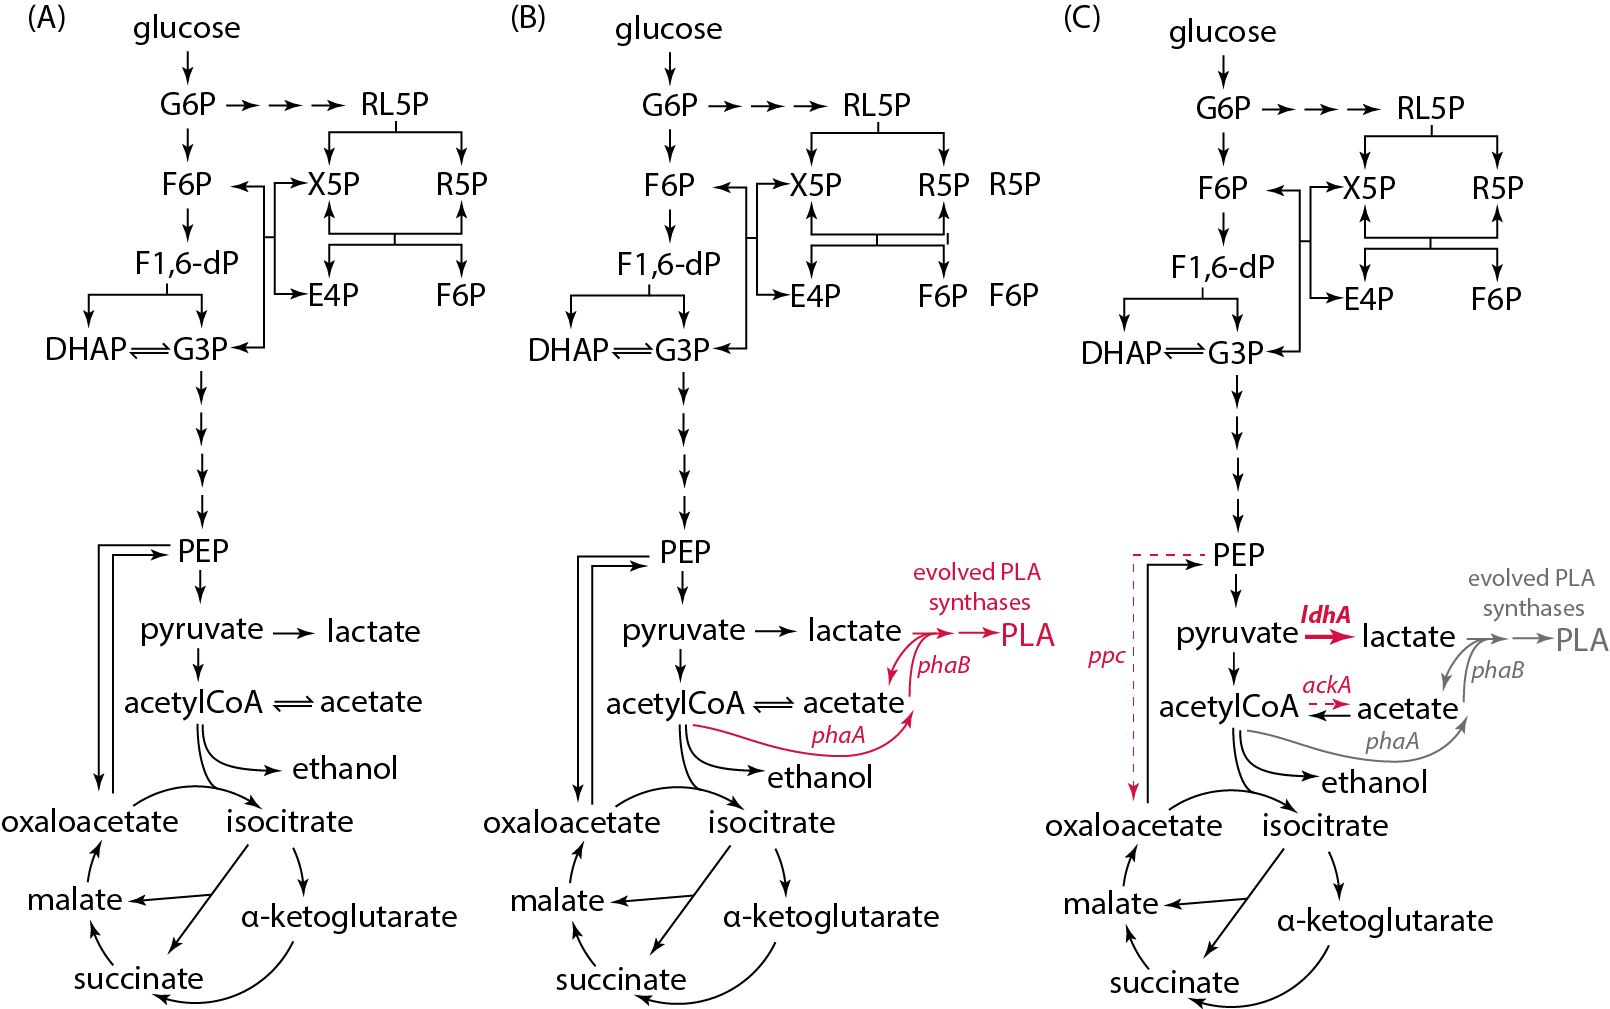 (A)
glucose
G6P
RL5P
F6P
X5P
R5P
F1,6-dP
E4P
F6P
DHAP
G3P
PEP
pyruvate
lactate
acetylCoA
acetate
ethanol
oxaloacetate
isocitrate
malate
α-ketoglutarate
succinate
(B)
glucose
G6P
RL5P
F6P
X5P
R5P
R5P
F1,6-dP
E4P
F6P
F6P
DHAP
G3P
PEP
evolved PLA
synthases
pyruvate
lactate
PLA
phaB
acetylCoA
acetate
phaA
ethanol
oxaloacetate
isocitrate
malate
α-ketoglutarate
succinate
(C)
glucose
G6P
RL5P
F6P
X5P
R5P
F1,6-dP
E4P
F6P
DHAP
G3P
PEP
evolved PLA
synthases
ldhA
pyruvate
lactate
PLA
ppc
phaB
ackA
acetylCoA
acetate
phaA
ethanol
oxaloacetate
isocitrate
malate
α-ketoglutarate
succinate